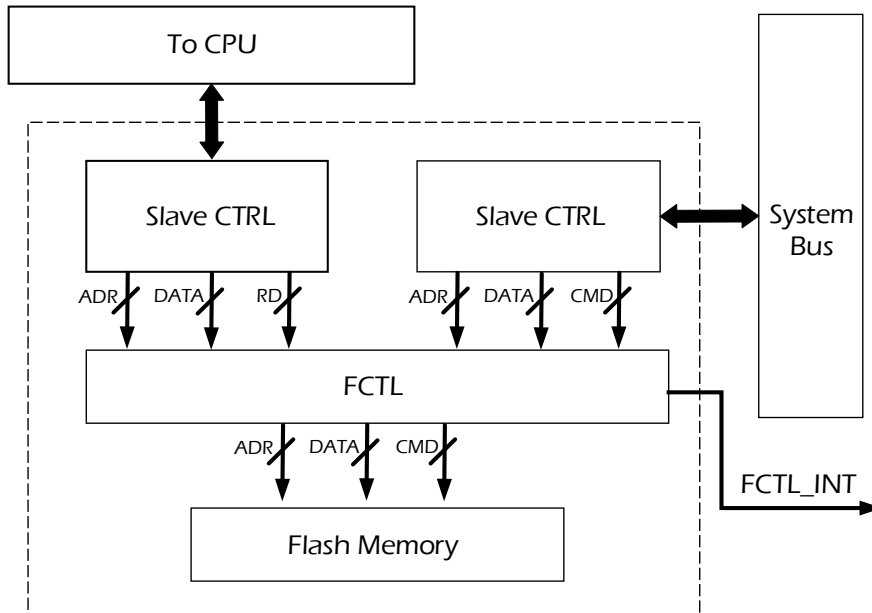 To CPU
Slave CTRL
Slave CTRL
System
Bus
ADR
DATA
RD
ADR
DATA
CMD
FCTL
ADR
DATA
CMD
FCTL_INT
Flash Memory